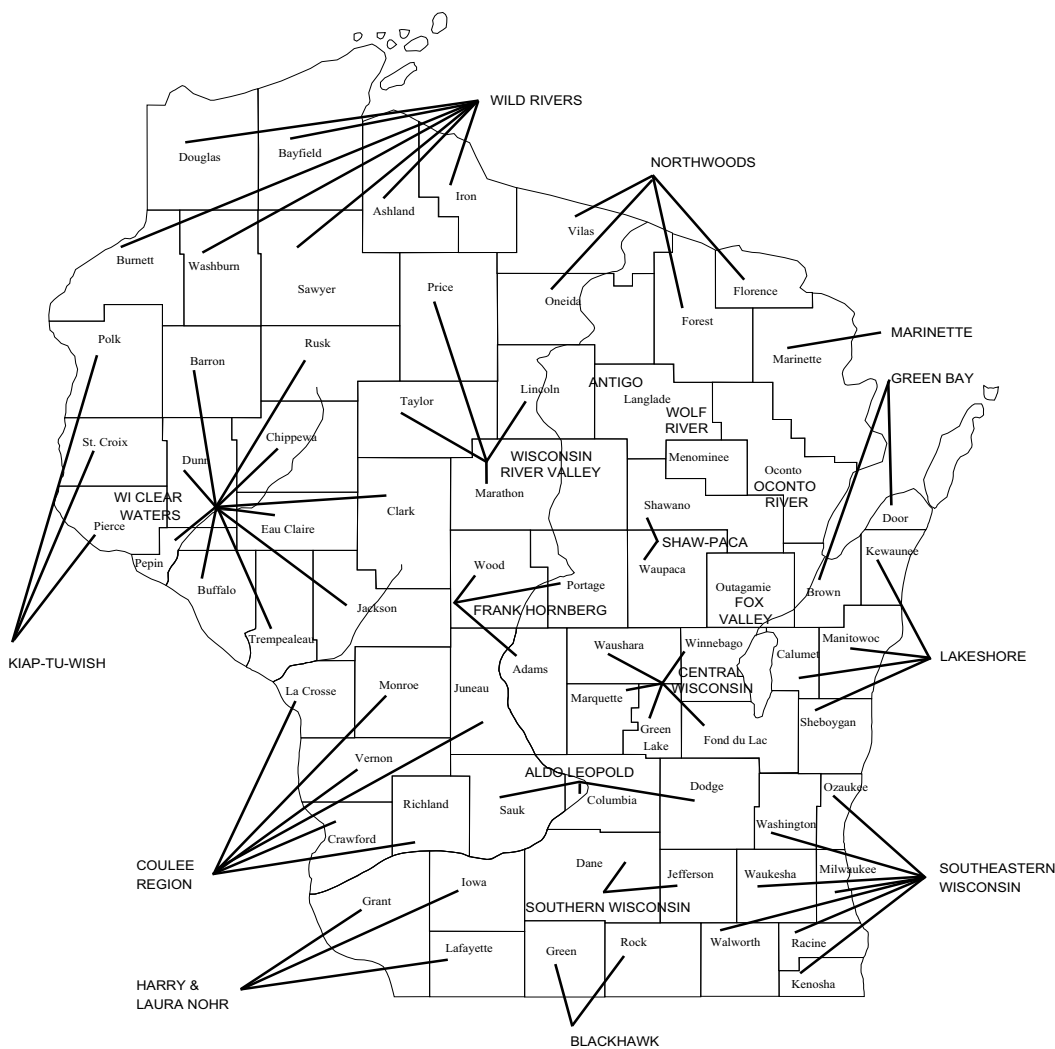 WILD RIVERS
Douglas
Bayfield
NORTHWOODS
Ashland
Iron
Vilas
Burnett
Washburn
Sawyer
Price
Oneida
Florence
Forest
MARINETTE
Polk
Barron
Rusk
Marinette
GREEN BAY
ANTIGO
Lincoln
Taylor
Langlade
WOLF
RIVER
St. Croix
Chippewa
Dunn
WISCONSIN
RIVER VALLEY
Menominee
Marathon
Oconto
OCONTO
RIVER
WI CLEAR
WATERS
Clark
Shawano
Door
Pierce
Eau Claire
SHAW-PACA
Kewaunee
Pepin
Waupaca
Wood
Portage
Buffalo
Outagamie
Brown
Jackson
FRANK HORNBERG
FOX
VALLEY
Trempealeau
Waushara
Winnebago
Manitowoc
Calumet
LAKESHORE
KIAP-TU-WISH
Adams
CENTRAL
WISCONSIN
La Crosse
Monroe
Juneau
Marquette
Sheboygan
Green
Lake
Fond du Lac
Vernon
ALDO LEOPOLD
Dodge
Ozaukee
Richland
Sauk
Columbia
Washington
Crawford
COULEE
REGION
Dane
Jefferson
Waukesha
Milwaukee
SOUTHEASTERN
WISCONSIN
Iowa
Grant
SOUTHERN WISCONSIN
Lafayette
Green
Rock
Walworth
Racine
HARRY &
LAURA NOHR
Kenosha
BLACKHAWK